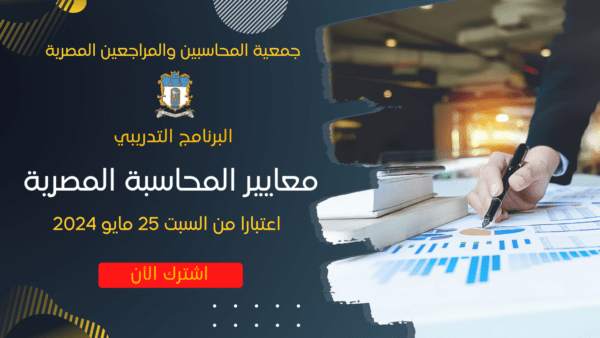 جمعية المحاسبين والمراجعين المصرية
البرنامج التدريبي
معايير المحاسبة المصرية
اعتبارا من السبت 25 مايو 2024
اشترك الآن